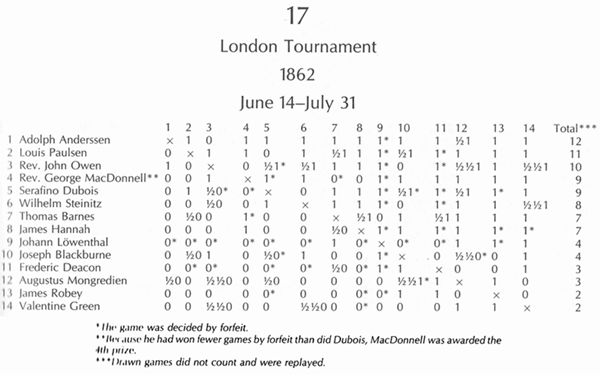 17
London Tournament
1862
June 14–July 31
1 2 3 4 5 6 7 8 9 10 11 12 13 14 Total***
1 Adolph Anderssen × 1 0 1 1 1 1 1 1* 1 1 ½1 1 1 12
2 Louis Paulsen 0 × 1 1 0 1 ½1 1 1* ½1 1* 1 1 1 11
3 Rev. John Owen 1 0 × 0 ½1* ½1 1 1 1* 0 1* ½½1 1 ½½1 10
4 Rev. George MacDonnell** 0 0 1 × 1* 1 0* 0 1* 1 1 1 1 1 9
5 Serafino Dubois 0 1 ½0* 0* × 0 1 1 1* ½1* ½1 1* 1 9
6 Wilhelm Steinitz 0 0 ½0 0 1 × 1 1 1* 0 1* 1 1 ½½1 8
7 Thomas Barnes 0 ½0 0 1* 0 0 × ½1 0 1 ½1 1 1 1 7
8 James Hannah 0 0 0 1 0 0 ½0 × 1* 1 1* 1 1* 1* 7
9 Johann Löwenthal 0* 0* 0* 0* 0* 0* 1 0* × 0* 0* 1 1* 1 4
10 Joseph Blackburne 0 ½0 1 0 ½0* 1 0 0 1* × 0 ½½0* 0 1 4
11 Frederic Deacon 0 0* 0* 0 ½0 0* ½0 0* 1* 1 × 0 0 1 3
12 Augustus Mongredien ½0 0 ½½0 0 ½0 0 0 0 0 ½½1* 1 × 1 0 3
13 James Robey 0 0 0 0 0* 0 0 0* 0* 1 1 0 × 0 2
14 Valentine Green 0 0 ½½0 0 0 ½½0 0 0* 0 0 0 1 1 × 2
*The game was decided by forfeit.
**Because he had won fewer games by forfeit than did Dubois, MacDonnell was awarded the
4th prize.
***Drawn games did not count and were replayed.